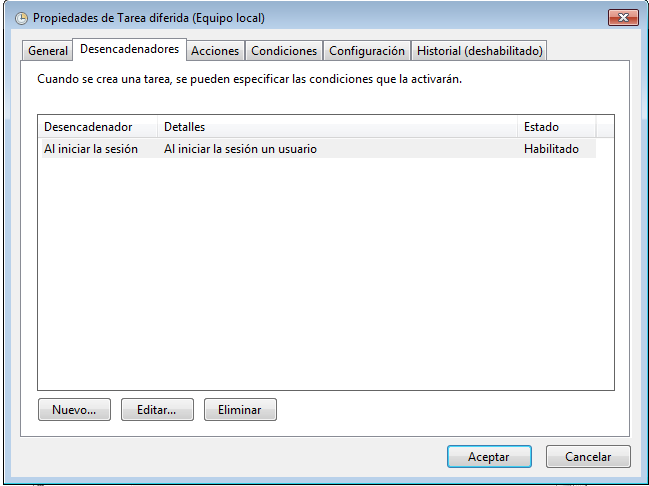 Propiedades de Tarea diferida (Equipo local)
General Desencadenadores Acciones Condiciones Configuración Historial (deshabilitado)
Cuando se crea una tarea, se pueden especificar las condiciones que la activarán.
Desencadenador Detalles Estado
Al iniciar la sesión Al iniciar la sesión un usuario Habilitado
Nuevo... Editar... Eliminar
Aceptar Cancelar